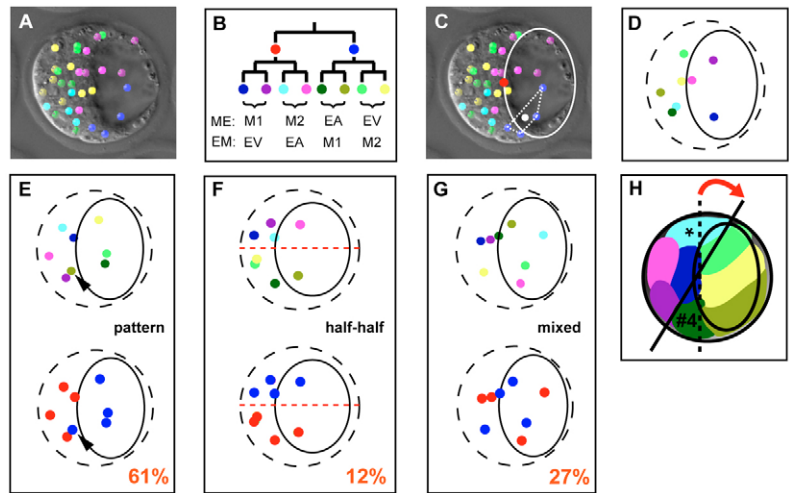 A
B
ME: M1 M2 EA EV
EM: EV EA M1 M2
C
D
E
pattern
61%
F
half-half
12%
G
mixed
27%
H
*
#4